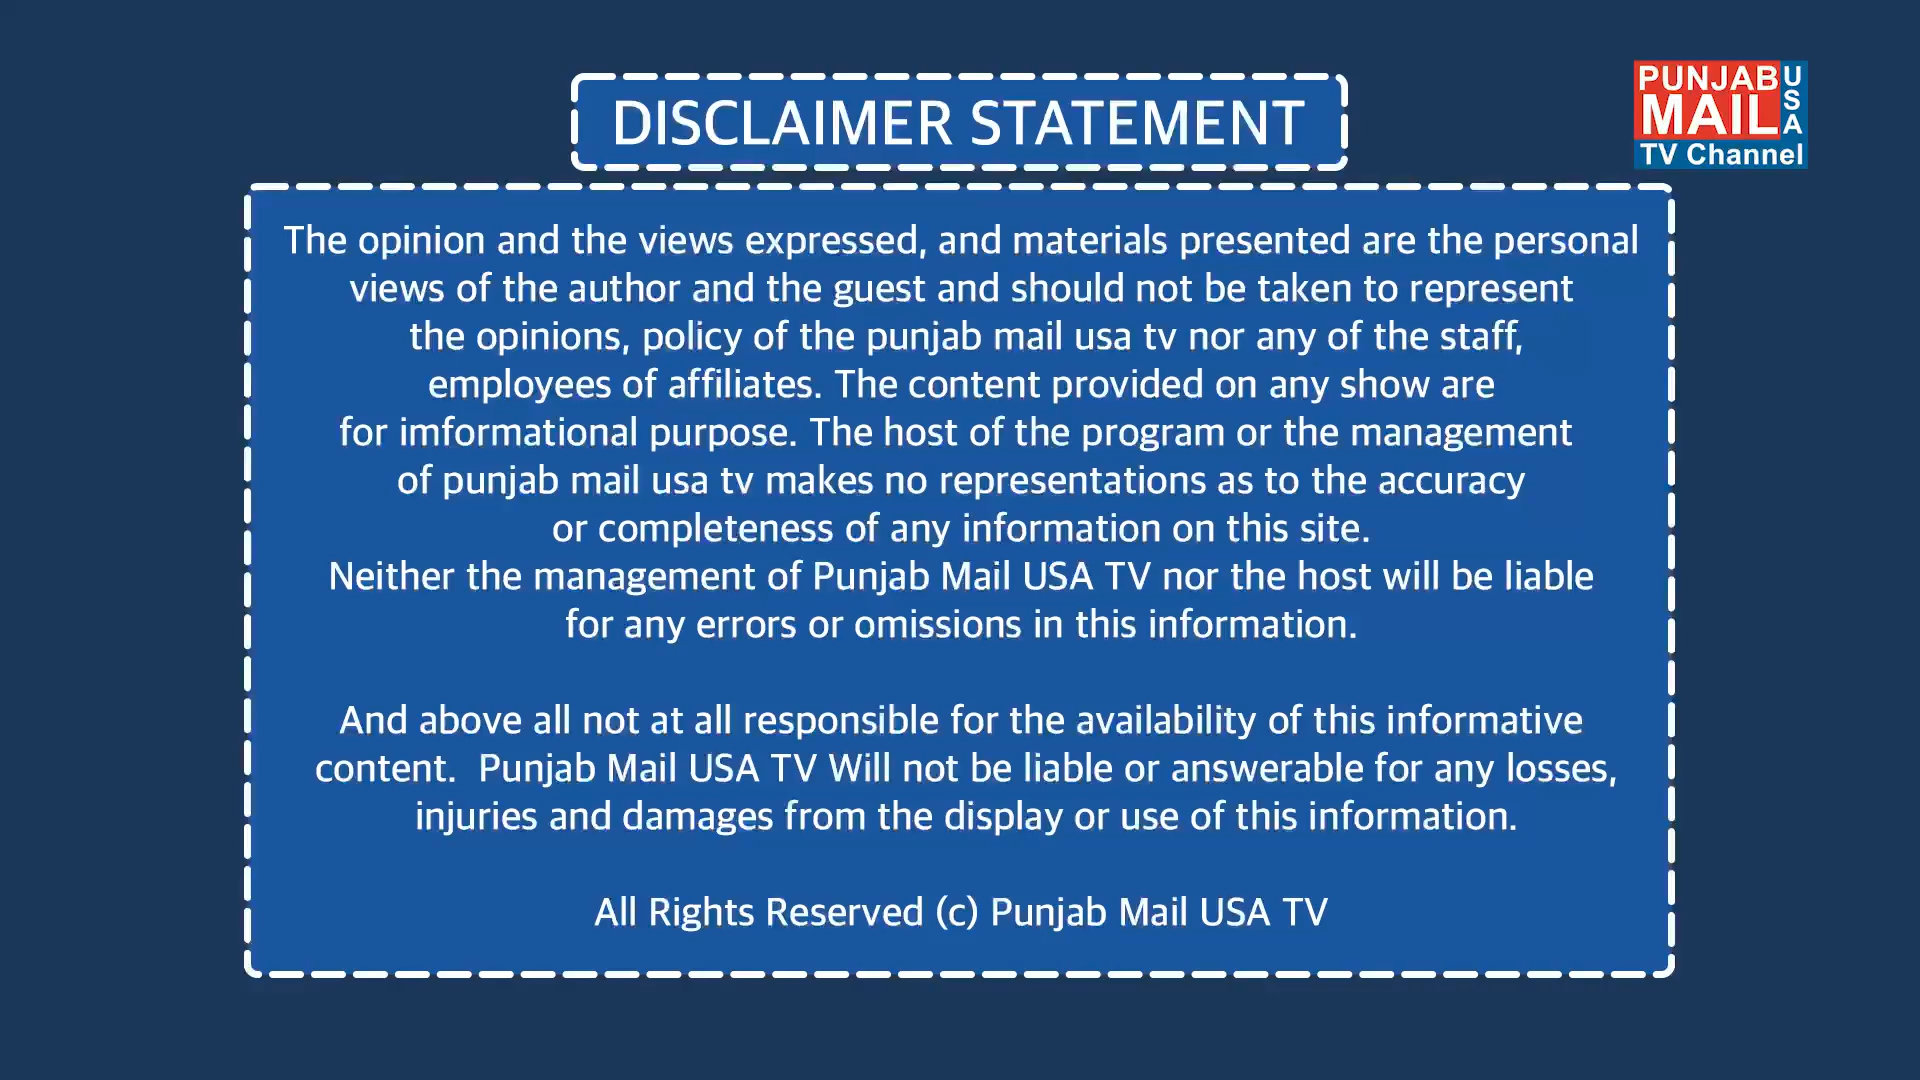 DISCLAIMER STATEMENT
PUNJAB USA
MAIL
TV Channel
The opinion and the views expressed, and materials presented are the personal
views of the author and the guest and should not be taken to represent
the opinions, policy of the punjab mail usa tv nor any of the staff,
employees of affiliates. The content provided on any show are
for imformational purpose. The host of the program or the management
of punjab mail usa tv makes no representations as to the accuracy
or completeness of any information on this site.
Neither the management of Punjab Mail USA TV nor the host will be liable
for any errors or omissions in this information.
And above all not at all responsible for the availability of this informative
content.  Punjab Mail USA TV Will not be liable or answerable for any losses,
injuries and damages from the display or use of this information.
All Rights Reserved (c) Punjab Mail USA TV